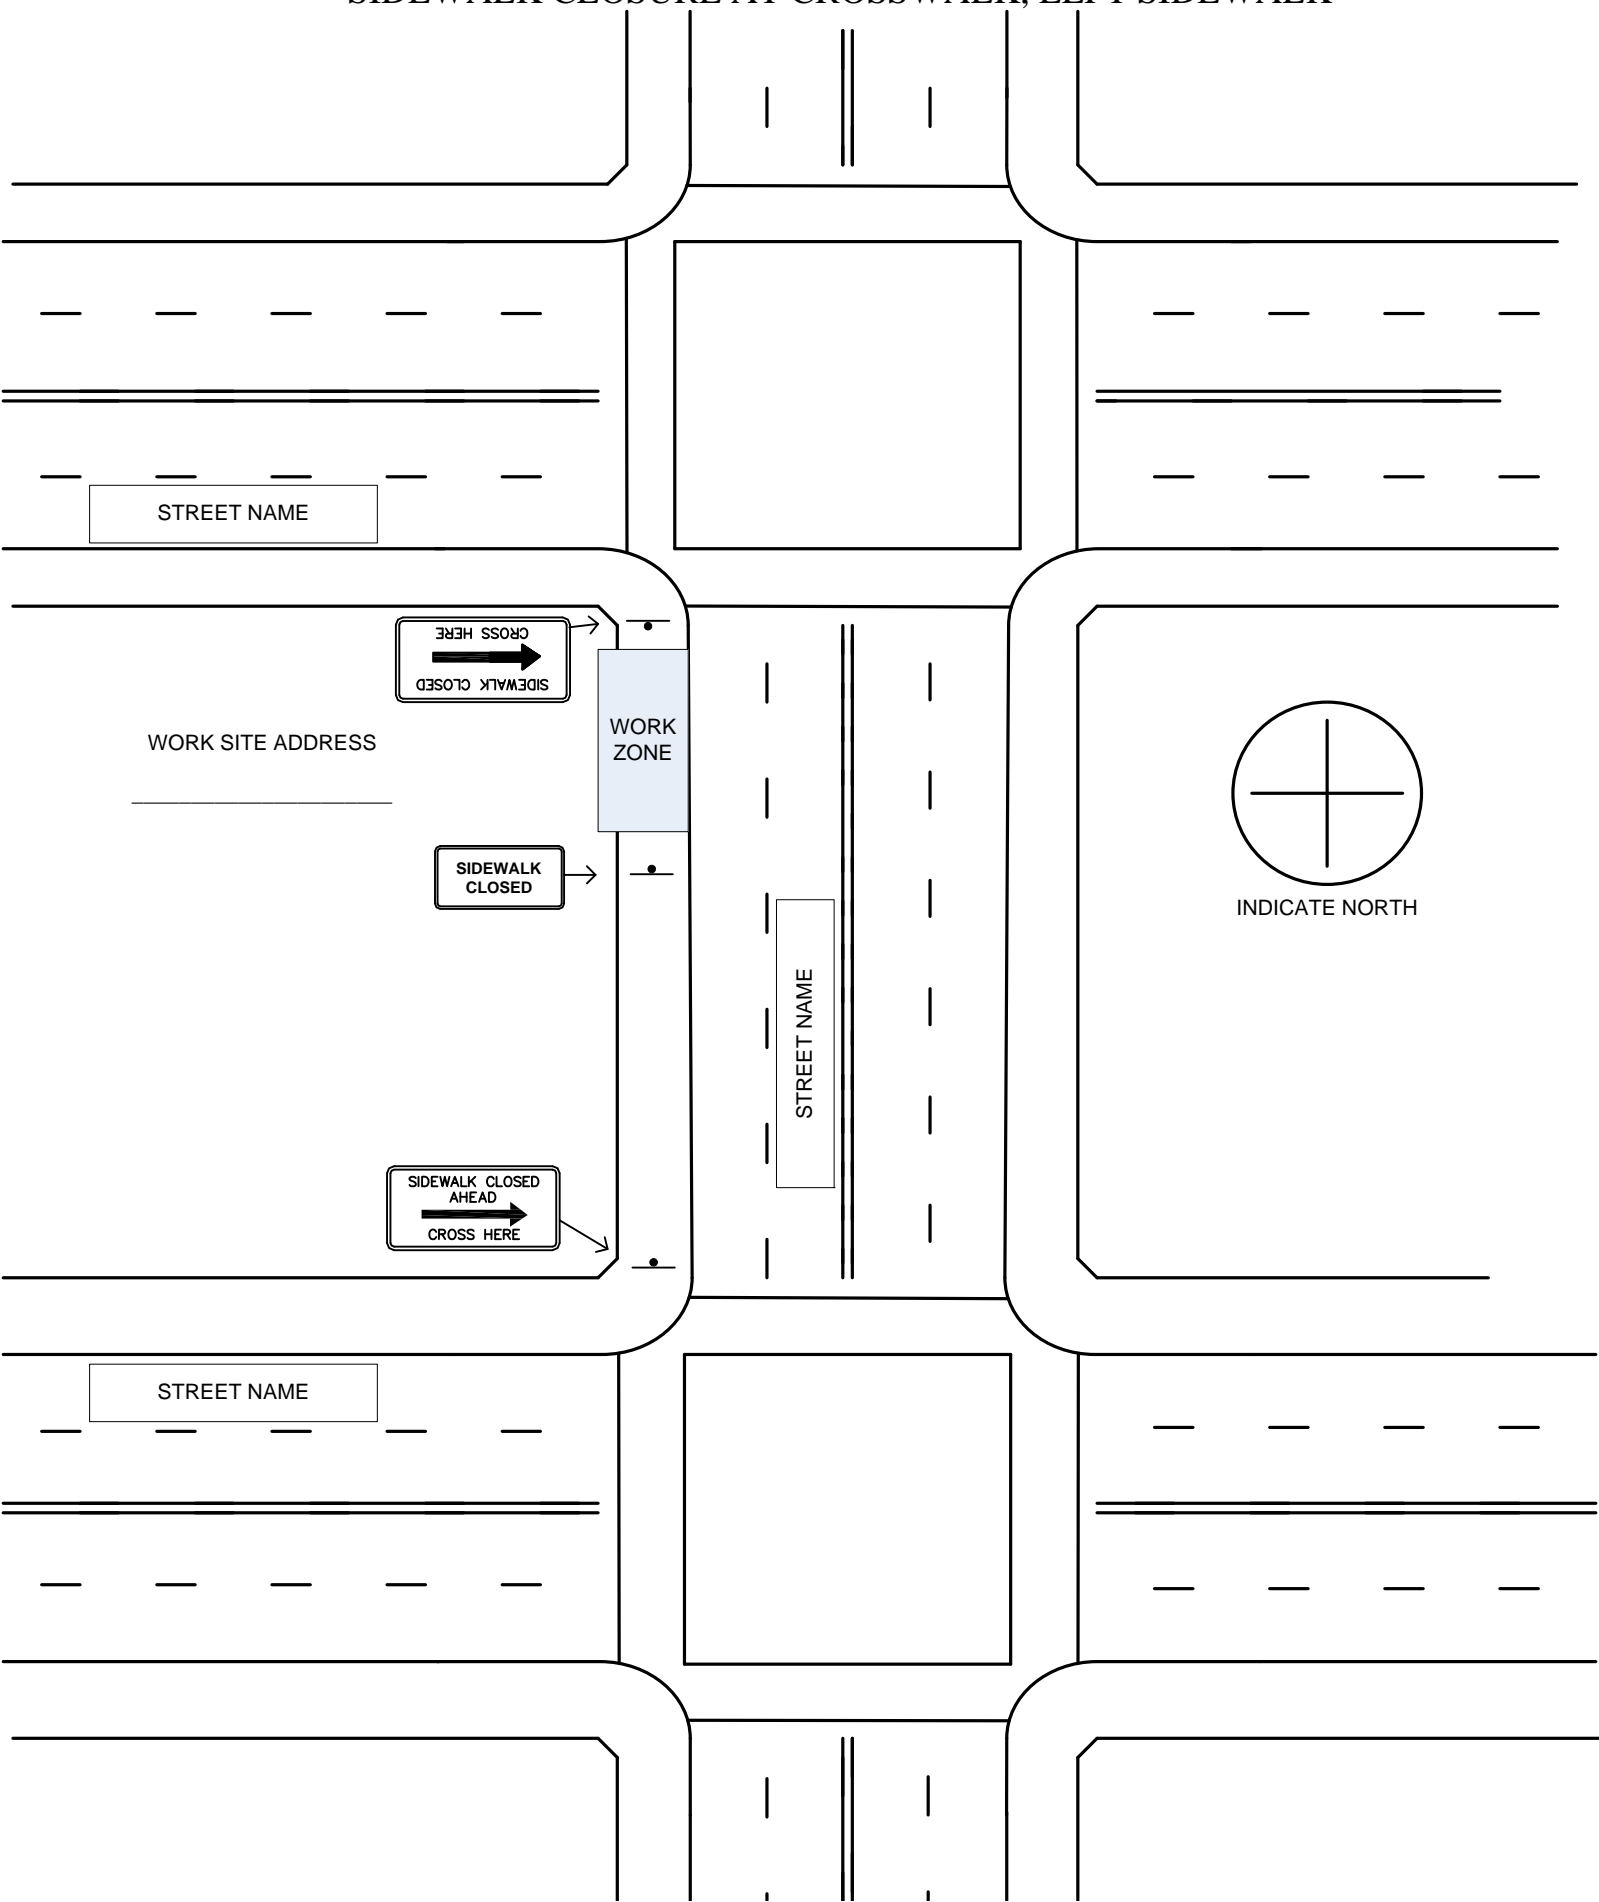 SIDEWALK CLOSURE AT CROSSWALK, LEFT SIDEWALK
STREET NAME
SIDEWALK CLOSED
CROSS HERE
WORK
ZONE
WORK SITE ADDRESS
SIDEWALK
CLOSED
INDICATE NORTH
STREET NAME
SIDEWALK CLOSED
AHEAD
CROSS HERE
STREET NAME